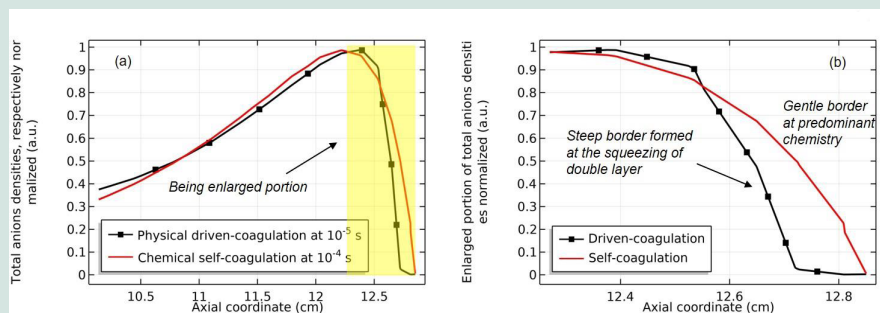 Total anions densities, respectively nor
malized (a.u.)
1
0.9
0.8
0.7
0.6
0.5
0.4
0.3
0.2
0.1
0
(a)
Being enlarged portion
Physical driven-coagulation at 10⁻⁵ s
Chemical self-coagulation at 10⁻⁴ s
10.5 11 11.5 12 12.5
Axial coordinate (cm)
Enlarged portion of total anions densiti
es normalized (a.u.)
1
0.9
0.8
0.7
0.6
0.5
0.4
0.3
0.2
0.1
0
(b)
Gentle border
at predominant
chemistry
Steep border formed
at the squeezing of
double layer
Driven-coagulation
Self-coagulation
12.4 12.6 12.8
Axial coordinate (cm)